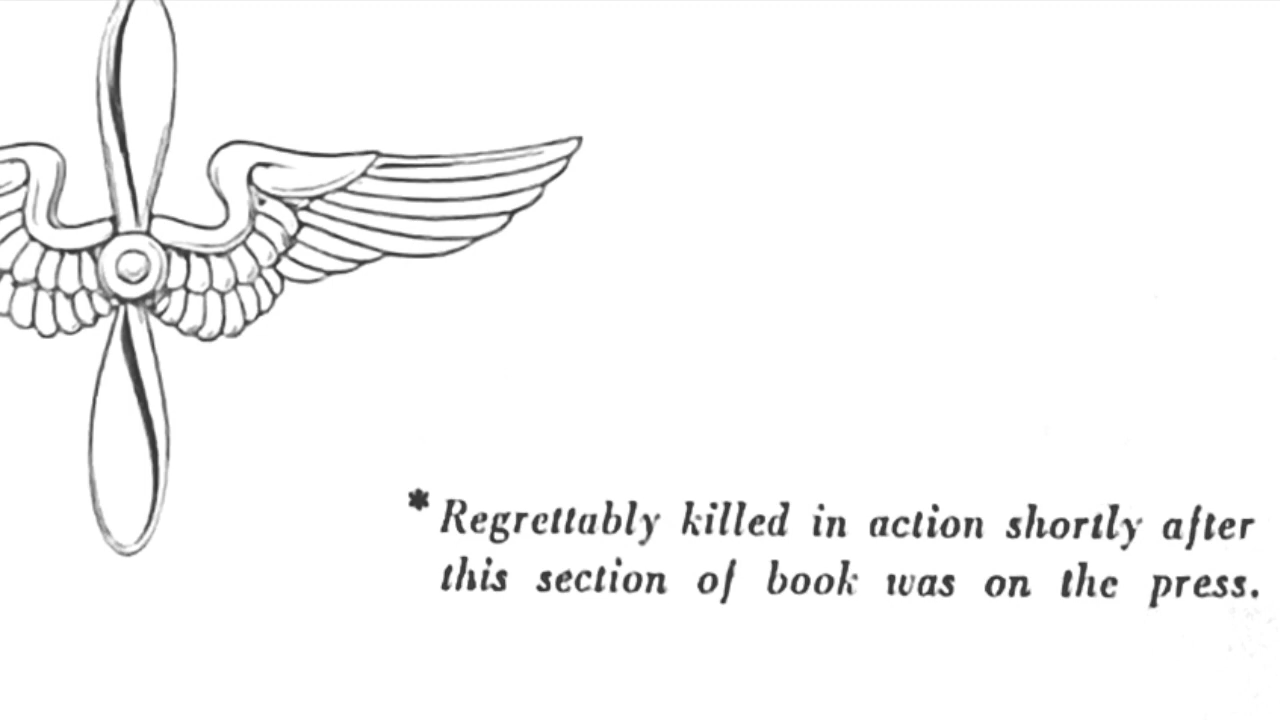 * Regrettably killed in action shortly after
this section of book was on the press.